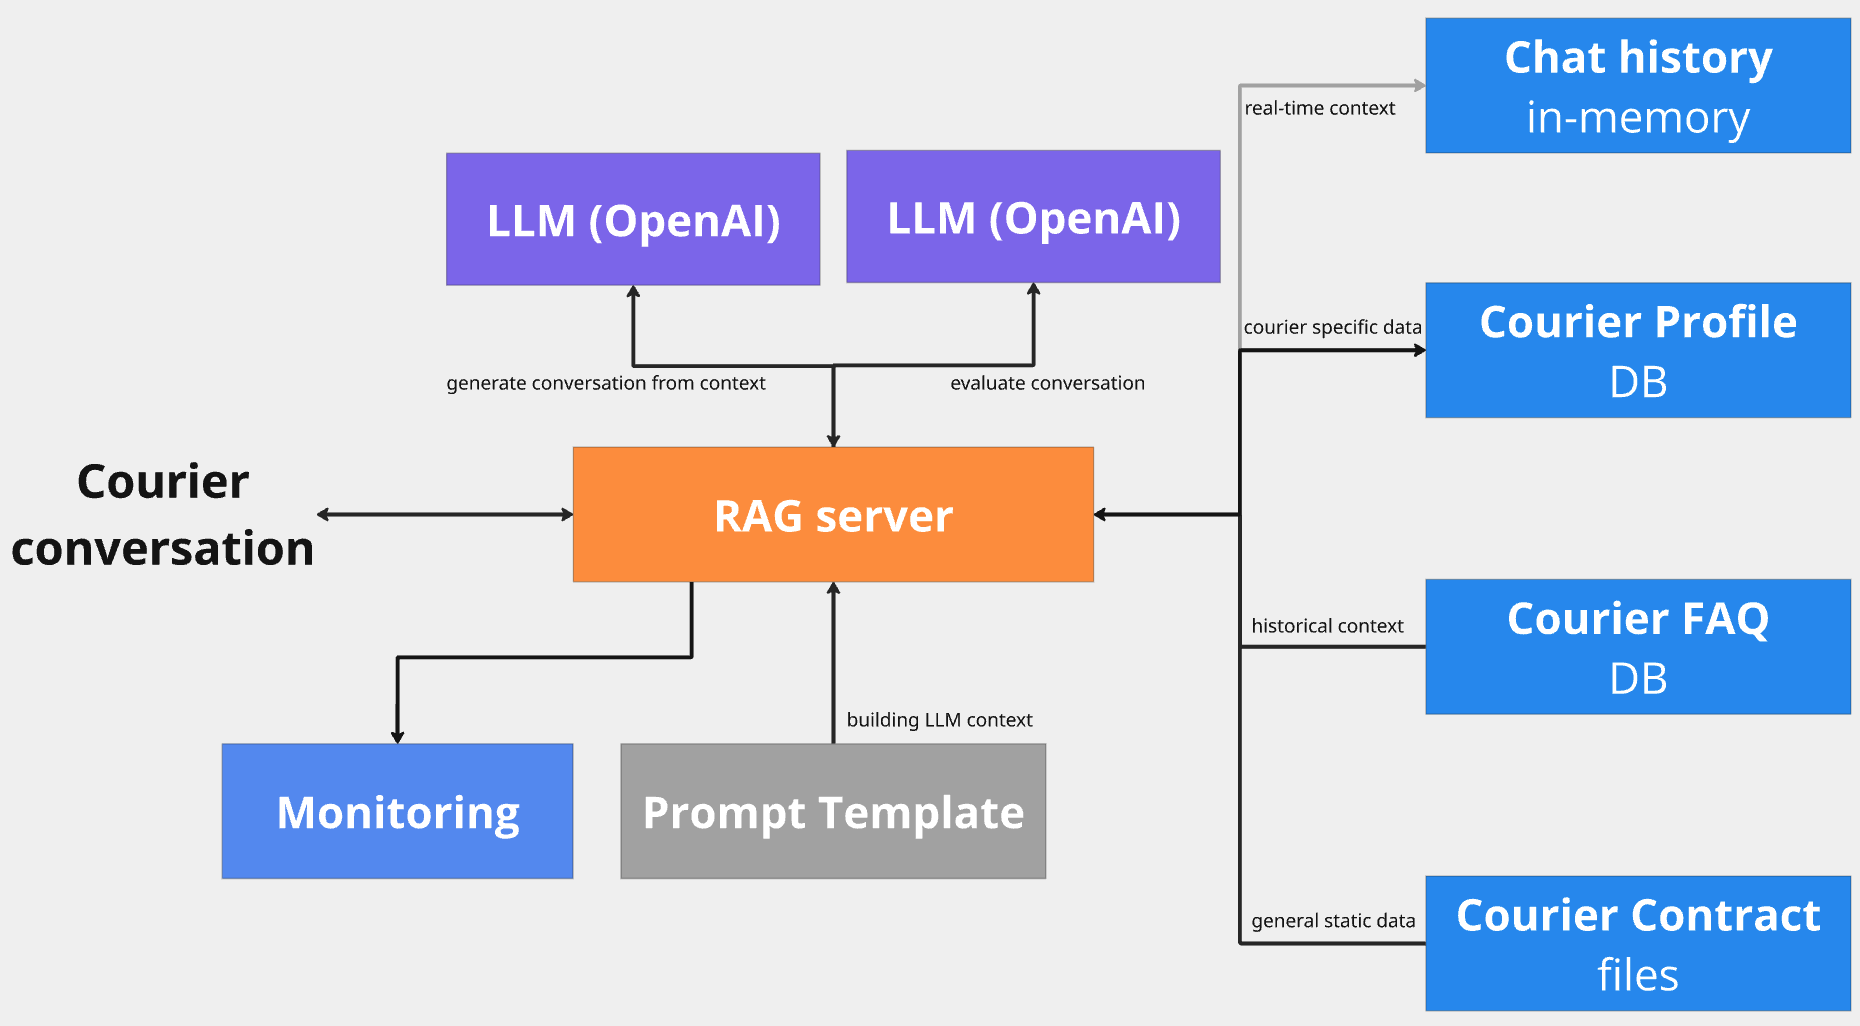 Chat history
in-memory
real-time context
LLM (OpenAI)
LLM (OpenAI)
courier specific data
Courier Profile
DB
generate conversation from context
evaluate conversation
Courier
conversation
RAG server
historical context
Courier FAQ
DB
building LLM context
Monitoring
Prompt Template
general static data
Courier Contract
files